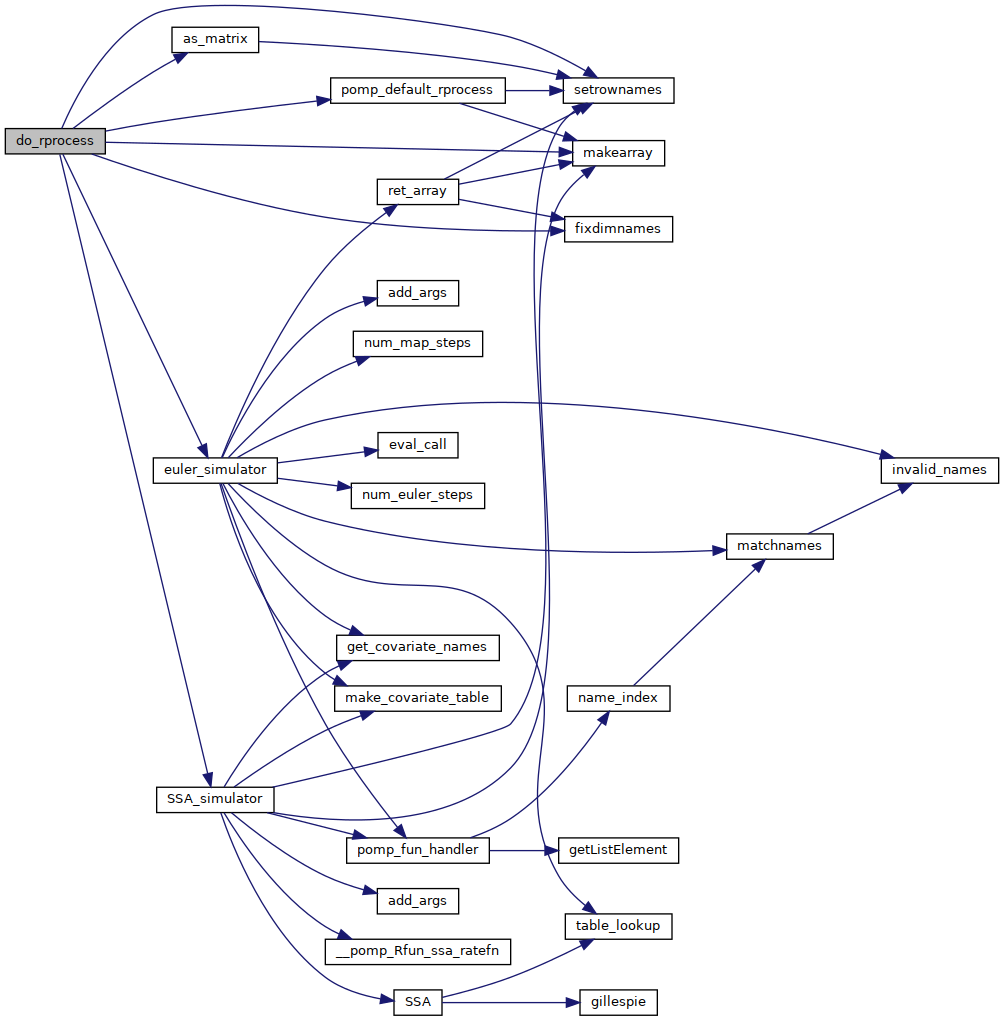 as_matrix
pomp_default_rprocess
setrownames
do_rprocess
makearray
ret_array
fixdimnames
add_args
num_map_steps
eval_call
euler_simulator
invalid_names
num_euler_steps
matchnames
get_covariate_names
make_covariate_table
name_index
SSA_simulator
pomp_fun_handler
getListElement
add_args
table_lookup
__pomp_Rfun_ssa_ratefn
SSA
gillespie